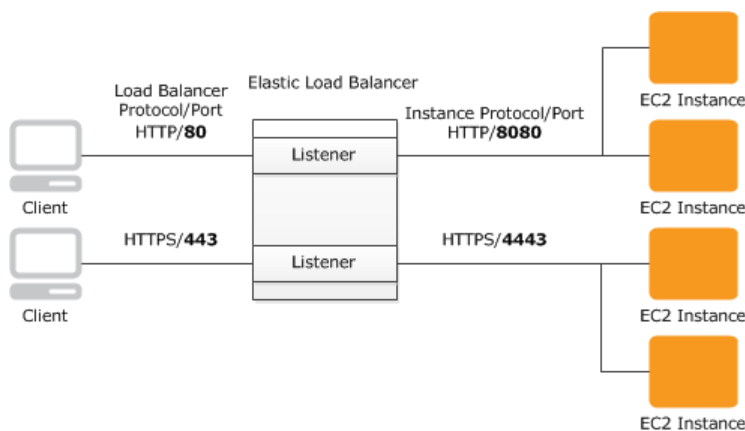 Load Balancer
Protocol/Port
HTTP/80
Elastic Load Balancer
Instance Protocol/Port
HTTP/8080
Listener
Client
HTTPS/443
Listener
HTTPS/4443
Client
EC2 Instance
EC2 Instance
EC2 Instance
EC2 Instance